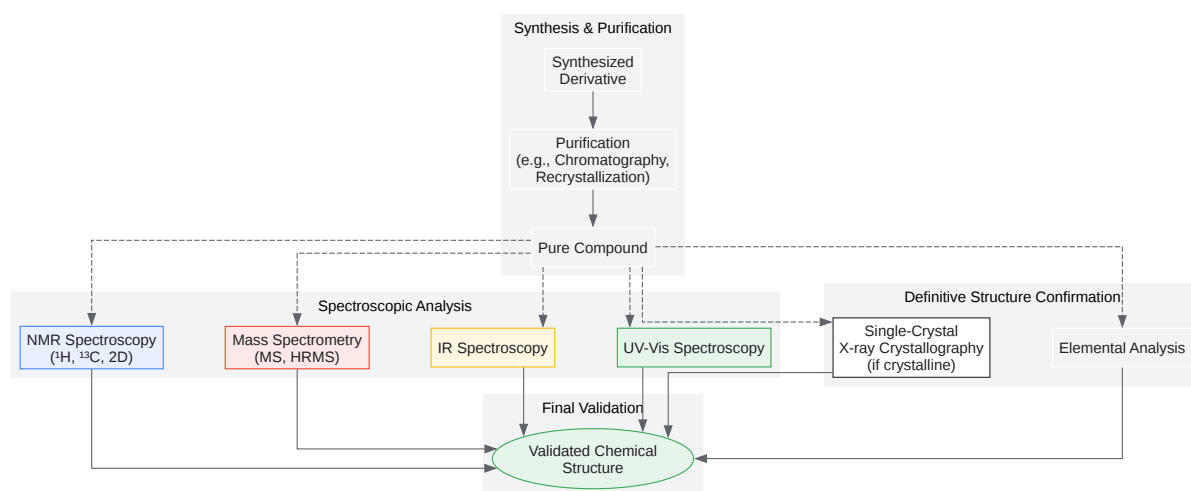 Synthesis & Purification
Synthesized
Derivative
Purification
(e.g., Chromatography,
Recrystallization)
Pure Compound
Spectroscopic Analysis
Definitive Structure Confirmation
NMR Spectroscopy
(¹H, ¹³C, 2D)
Mass Spectrometry
(MS, HRMS)
IR Spectroscopy
UV-Vis Spectroscopy
Single-Crystal
X-ray Crystallography
(if crystalline)
Elemental Analysis
Final Validation
Validated Chemical
Structure